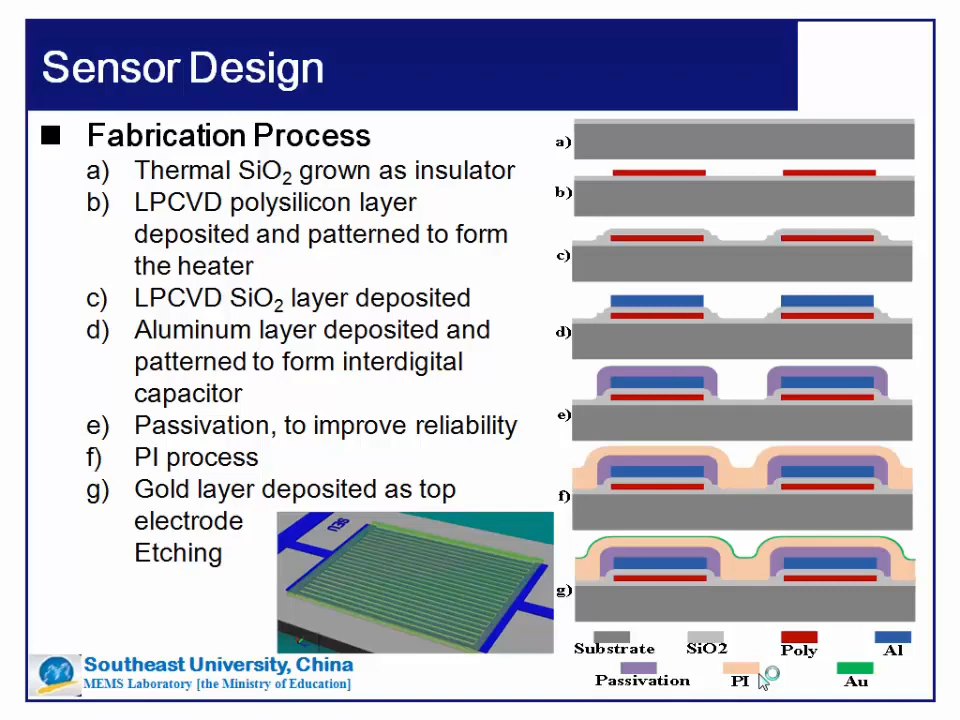 Sensor Design
Fabrication Process
a) Thermal SiO2 grown as insulator
b) LPCVD polysilicon layer
deposited and patterned to form
the heater
c) LPCVD SiO2 layer deposited
d) Aluminum layer deposited and
patterned to form interdigital
capacitor
e) Passivation, to improve reliability
f) PI process
g) Gold layer deposited as top
electrode
Etching
SEU
a)
b)
c)
d)
e)
f)
g)
Substrate SiO2 Poly Al
Passivation PI Au
Southeast University, China
MEMS Laboratory [the Ministry of Education]